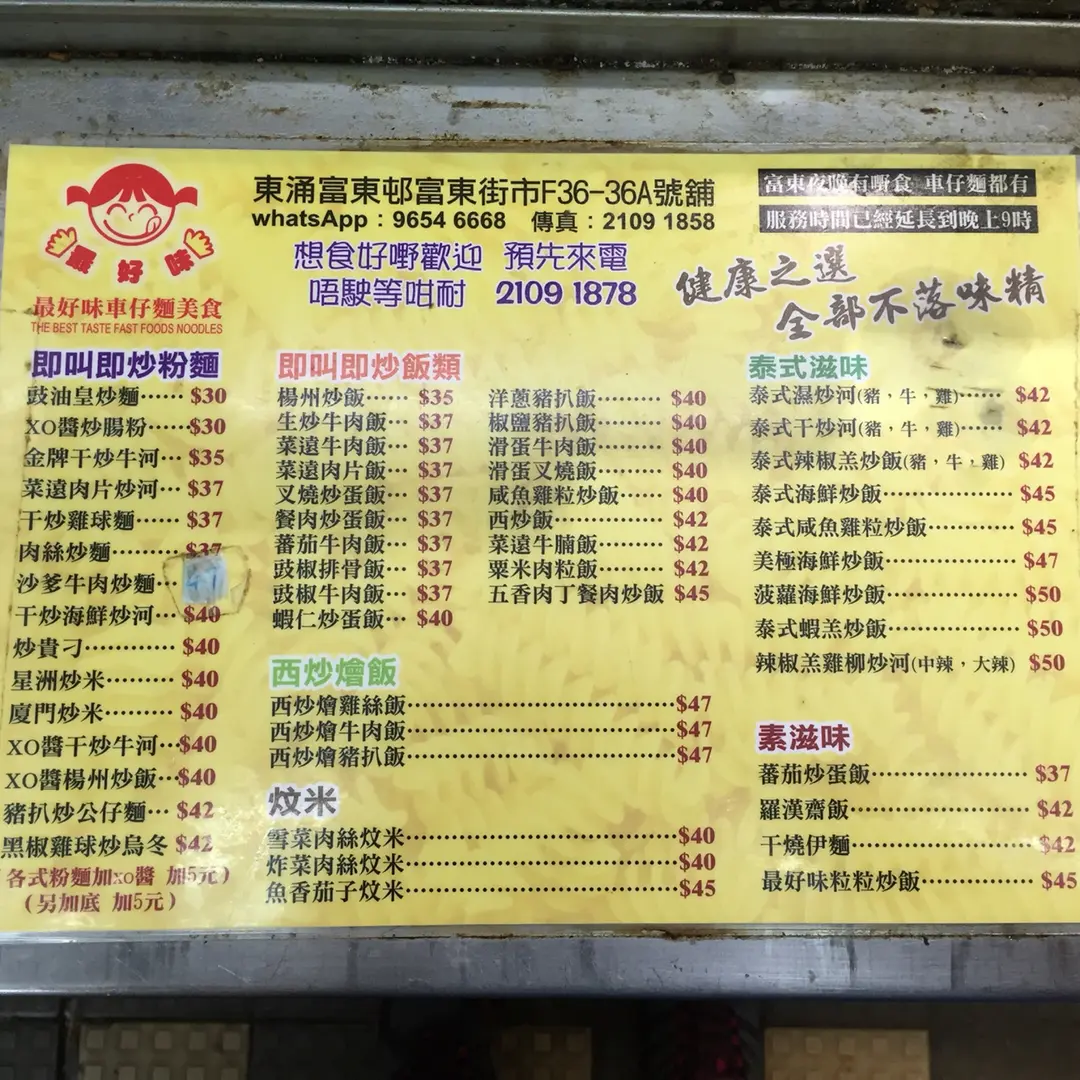 最好味
最好味車仔麵美食
THE BEST TASTE FAST FOODS NOODLES
東涌富東邨富東街市F36-36A號舖
whatsApp：9654 6668 傳真：2109 1858
想食好嘢歡迎 預先來電
唔駛等咁耐 2109 1878
富東夜晚有嘢食 車仔麵都有
服務時間已經延長到晚上9時
健康之選
全部不落味精
即叫即炒粉麵
豉油皇炒麵⋯⋯ $30
XO醬炒腸粉⋯⋯$30
金牌干炒牛河⋯ $35
菜遠肉片炒河⋯ $37
干炒雞球麵⋯⋯ $37
肉絲炒麵⋯⋯⋯ $37
沙爹牛肉炒麵⋯ 41
干炒海鮮炒河⋯ $40
炒貴刁⋯⋯⋯⋯ $40
星洲炒米⋯⋯⋯ $40
廈門炒米⋯⋯⋯ $40
XO醬干炒牛河⋯$40
XO醬楊州炒飯⋯$40
豬扒炒公仔麵⋯ $42
黑椒雞球炒烏冬 $42
各式粉麵加xo醬 加5元)
(另加底 加5元)
即叫即炒飯類
楊州炒飯⋯⋯ $35
生炒牛肉飯⋯ $37
菜遠牛肉飯⋯ $37
菜遠肉片飯⋯ $37
叉燒炒蛋飯⋯ $37
餐肉炒蛋飯⋯ $37
蕃茄牛肉飯⋯ $37
豉椒排骨飯⋯ $37
豉椒牛肉飯⋯ $37
蝦仁炒蛋飯⋯ $40
洋蔥豬扒飯⋯⋯⋯ $40
椒鹽豬扒飯⋯⋯⋯ $40
滑蛋牛肉飯⋯⋯⋯ $40
滑蛋叉燒飯⋯⋯⋯ $40
咸魚雞粒炒飯⋯⋯ $40
西炒飯⋯⋯⋯⋯⋯ $42
菜遠牛腩飯⋯⋯⋯ $42
粟米肉粒飯⋯⋯⋯ $42
五香肉丁餐肉炒飯 $45
西炒燴飯
西炒燴雞絲飯⋯⋯⋯⋯⋯⋯⋯⋯⋯$47
西炒燴牛肉飯⋯⋯⋯⋯⋯⋯⋯⋯⋯$47
西炒燴豬扒飯⋯⋯⋯⋯⋯⋯⋯⋯⋯$47
炆米
雪菜肉絲炆米⋯⋯⋯⋯⋯⋯⋯⋯⋯$40
炸菜肉絲炆米⋯⋯⋯⋯⋯⋯⋯⋯⋯$40
魚香茄子炆米⋯⋯⋯⋯⋯⋯⋯⋯⋯$45
泰式滋味
泰式濕炒河(豬，牛，雞)⋯⋯ $42
泰式干炒河(豬，牛，雞)⋯⋯ $42
泰式辣椒羔炒飯(豬，牛，雞) $42
泰式海鮮炒飯⋯⋯⋯⋯⋯⋯ $45
泰式咸魚雞粒炒飯⋯⋯⋯⋯ $45
美極海鮮炒飯⋯⋯⋯⋯⋯⋯ $47
菠蘿海鮮炒飯⋯⋯⋯⋯⋯⋯ $50
泰式蝦羔炒飯⋯⋯⋯⋯⋯⋯ $50
辣椒羔雞柳炒河(中辣，大辣) $50
素滋味
蕃茄炒蛋飯⋯⋯⋯⋯⋯⋯⋯ $37
羅漢齋飯⋯⋯⋯⋯⋯⋯⋯⋯ $42
干燒伊麵⋯⋯⋯⋯⋯⋯⋯⋯ $42
最好味粒粒炒飯⋯⋯⋯⋯⋯ $45